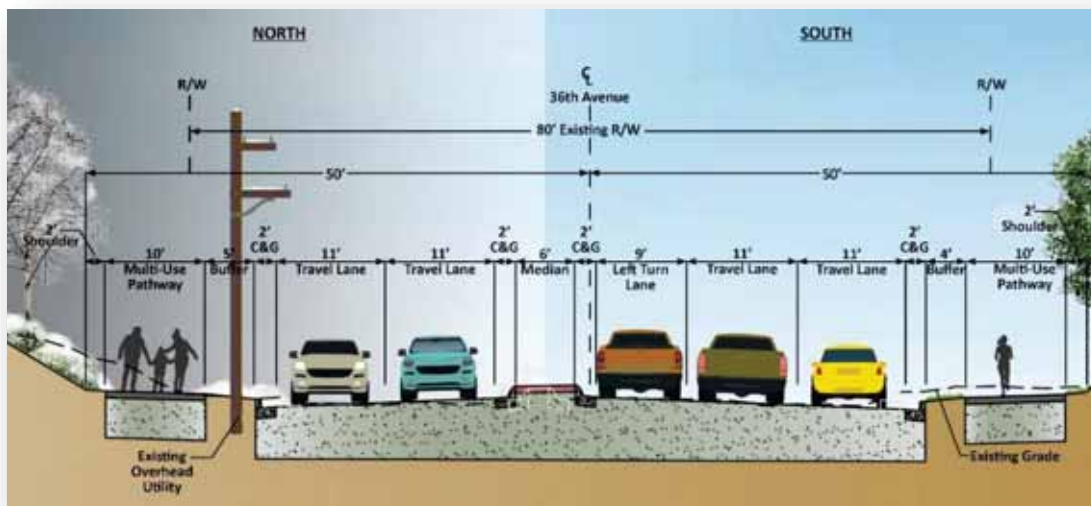 NORTH
SOUTH
℄
36th Avenue
R/W
R/W
80' Existing R/W
50'
50'
2'
Shoulder
10'
Multi-Use
Pathway
5'
Buffer
2'
C&G
11'
Travel Lane
11'
Travel Lane
2'
C&G
6'
Median
2'
C&G
9'
Left Turn
Lane
11'
Travel Lane
11'
Travel Lane
2'
C&G
4'
Buffer
10'
Multi-Use
Pathway
2'
Shoulder
Existing
Overhead
Utility
Existing Grade